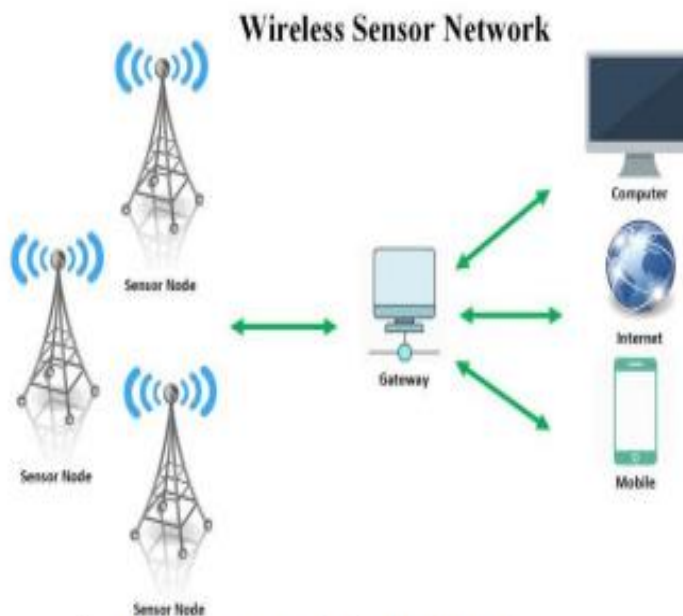 Wireless Sensor Network
Sensor Node
Sensor Node
Sensor Node
Gateway
Computer
Internet
Mobile